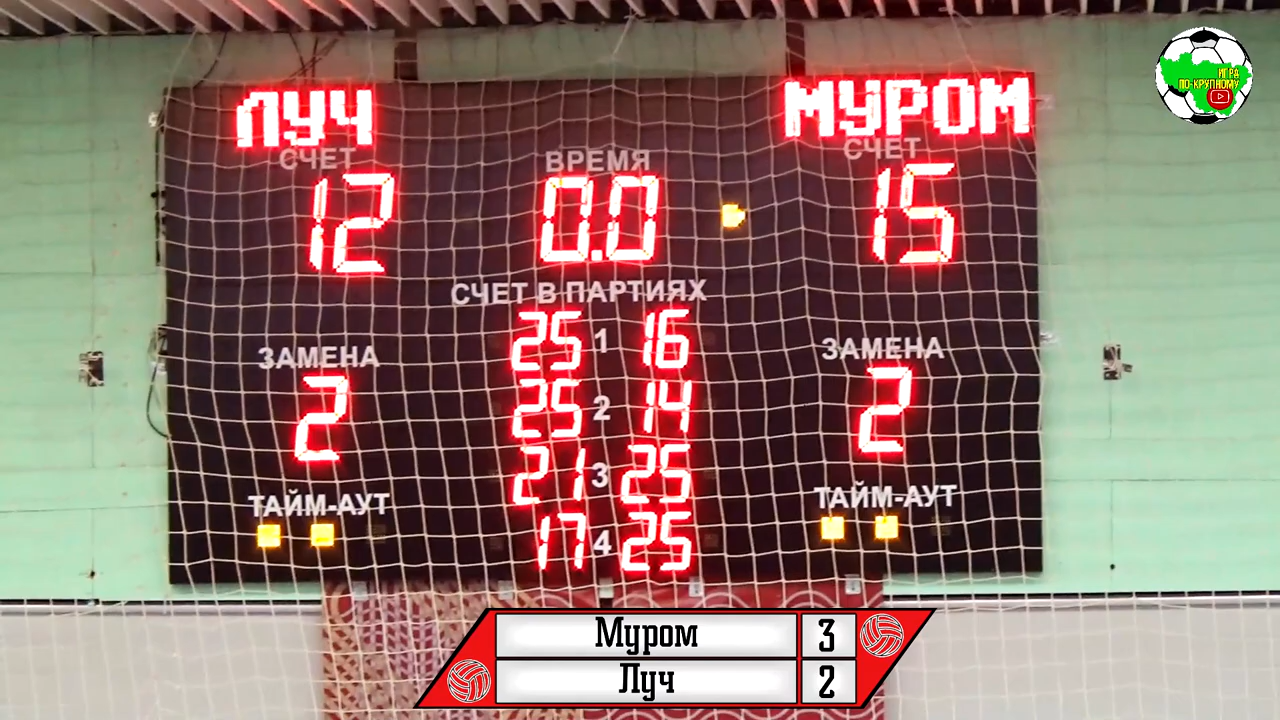 ИГРА
ПО-КРУПНОМУ
ЛУЧ МУРОМ
СЧЕТ ВРЕМЯ СЧЕТ
12 0.0 15
СЧЕТ В ПАРТИЯХ
25 1 16
ЗАМЕНА ЗАМЕНА
2 2
25 2 14
21 3 25
ТАЙМ-АУТ ТАЙМ-АУТ
17 4 25
Муром 3
Луч 2